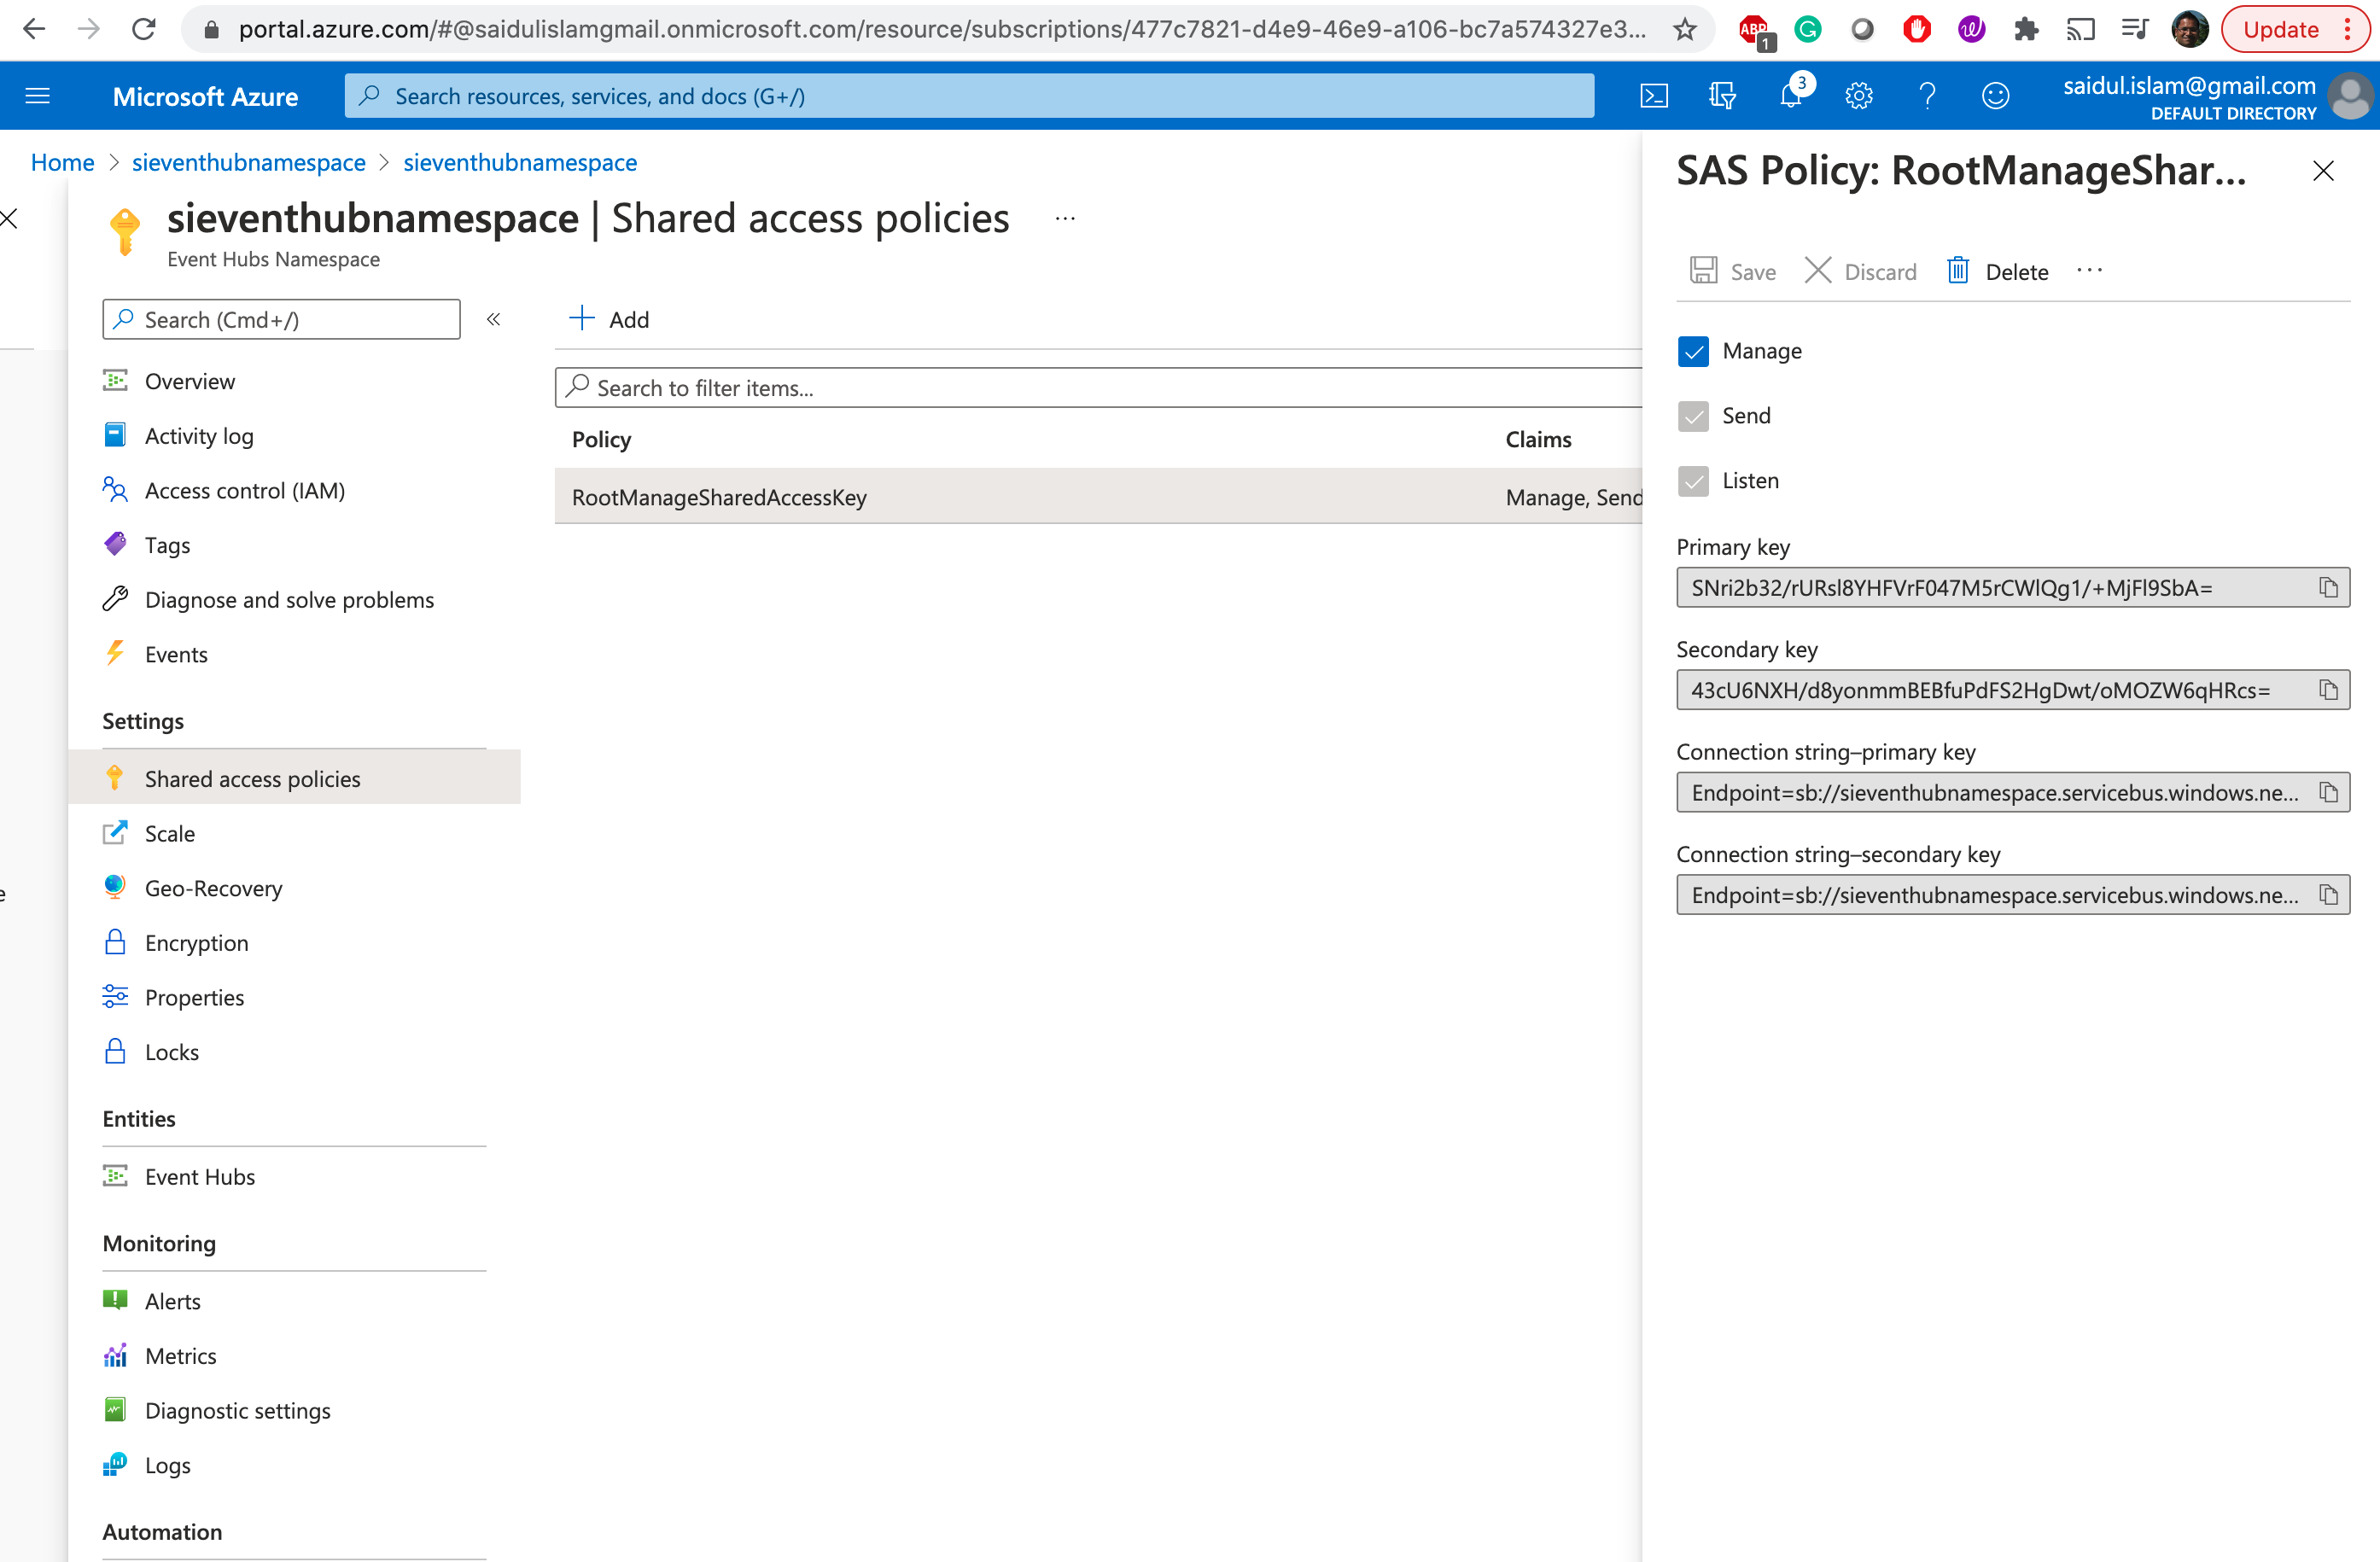 portal.azure.com/#@saidulislamgmail.onmicrosoft.com/resource/subscriptions/477c7821-d4e9-46e9-a106-bc7a574327e3...
ABP
1
Update
Microsoft Azure
Search resources, services, and docs (G+/)
3
saidul.islam@gmail.com
DEFAULT DIRECTORY
Home > sieventhubnamespace > sieventhubnamespace
sieventhubnamespace | Shared access policies ...
Event Hubs Namespace
Search (Cmd+/)
«
Overview
Activity log
Access control (IAM)
Tags
Diagnose and solve problems
Events
Settings
Shared access policies
Scale
Geo-Recovery
Encryption
Properties
Locks
Entities
Event Hubs
Monitoring
Alerts
Metrics
Diagnostic settings
Logs
Automation
Add
Search to filter items...
Policy Claims
RootManageSharedAccessKey Manage, Send
SAS Policy: RootManageShar...
Save Discard Delete ...
Manage
Send
Listen
Primary key
SNri2b32/rURsl8YHFVrF047M5rCWlQg1/+MjFl9SbA=
Secondary key
43cU6NXH/d8yonmmBEBfuPdFS2HgDwt/oMOZW6qHRcs=
Connection string–primary key
Endpoint=sb://sieventhubnamespace.servicebus.windows.ne...
Connection string–secondary key
Endpoint=sb://sieventhubnamespace.servicebus.windows.ne...